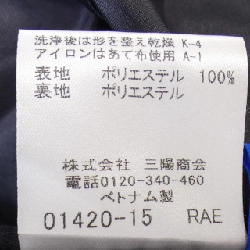 洗浄後は形を整え乾燥 K-4
アイロンはあて布使用 A-1
表地 ポリエステル 100%
裏地 ポリエステル
株式会社 三陽商会
電話0120-340-460
ベトナム製
01420-15 RAE